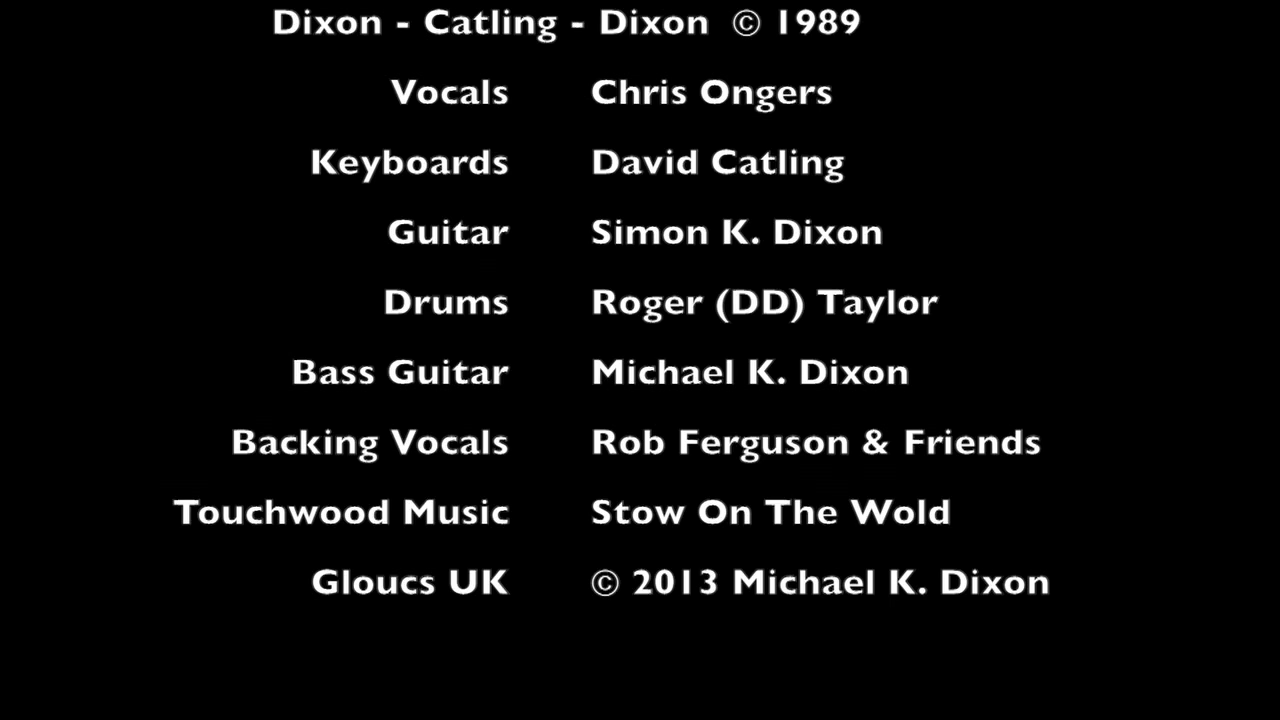 Dixon - Catling - Dixon © 1989
Vocals Chris Ongers
Keyboards David Catling
Guitar Simon K. Dixon
Drums Roger (DD) Taylor
Bass Guitar Michael K. Dixon
Backing Vocals Rob Ferguson & Friends
Touchwood Music Stow On The Wold
Gloucs UK © 2013 Michael K. Dixon